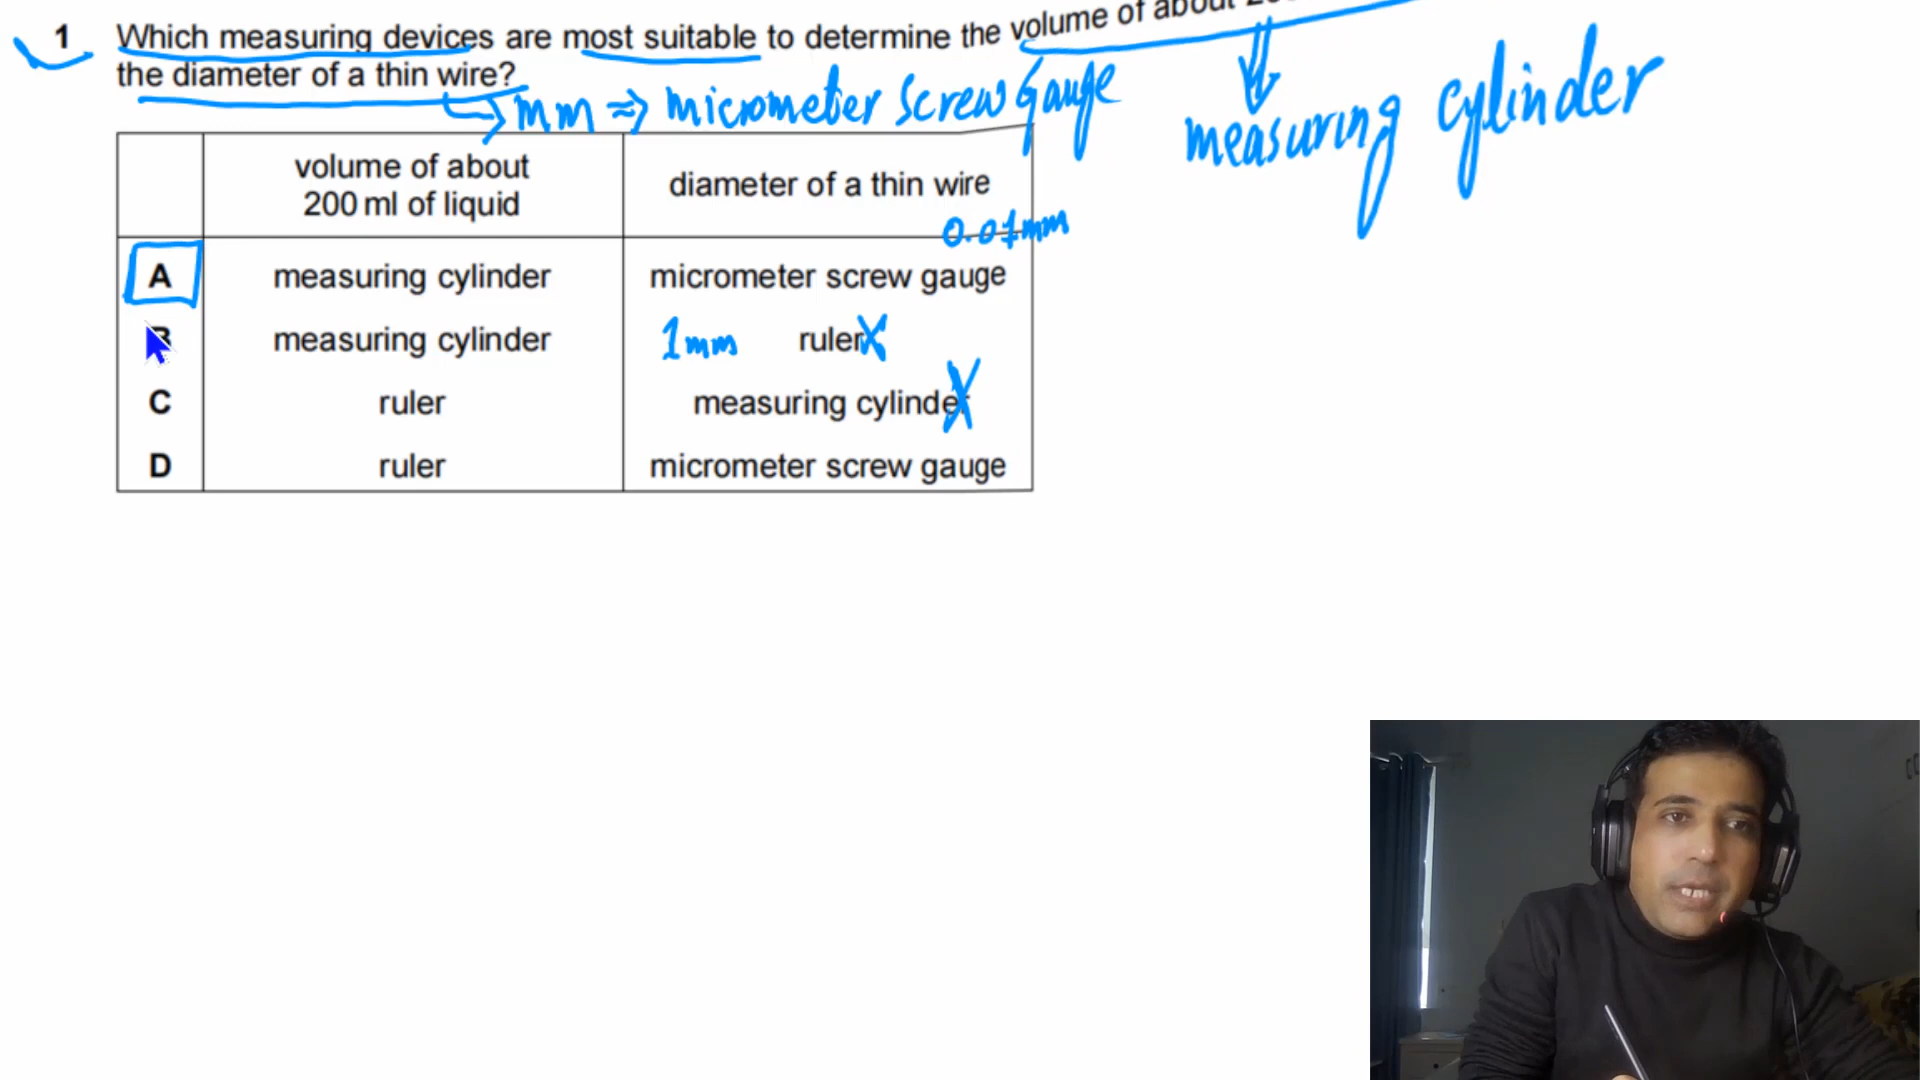 1 Which measuring devices are most suitable to determine the volume of about
the diameter of a thin wire?
mm => micrometer screw Gauge
measuring cylinder
volume of about
200 ml of liquid
diameter of a thin wire
0.01mm
A measuring cylinder micrometer screw gauge
B measuring cylinder 1mm ruler X
C ruler measuring cylinder X
D ruler micrometer screw gauge